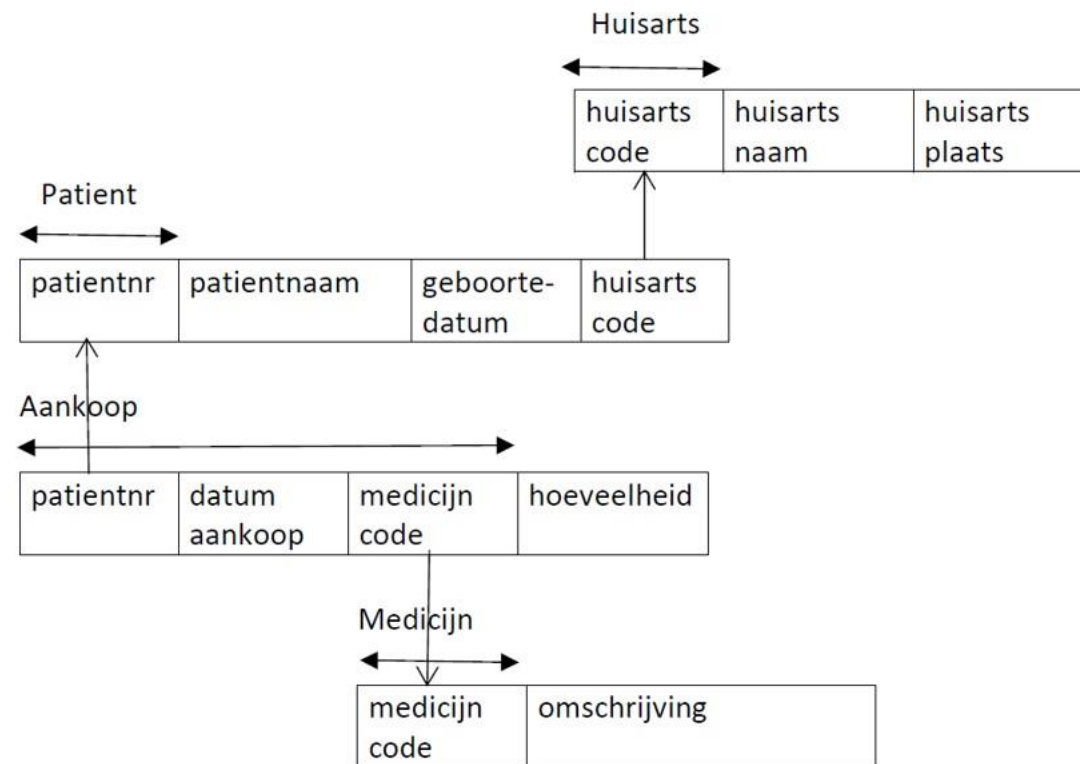 Huisarts
huisarts code
huisarts naam
huisarts plaats
Patient
patientnr
patientnaam
geboorte-
datum
huisarts
code
Aankoop
patientnr
datum
aankoop
medicijn
code
hoeveelheid
Medicijn
medicijn
code
omschrijving